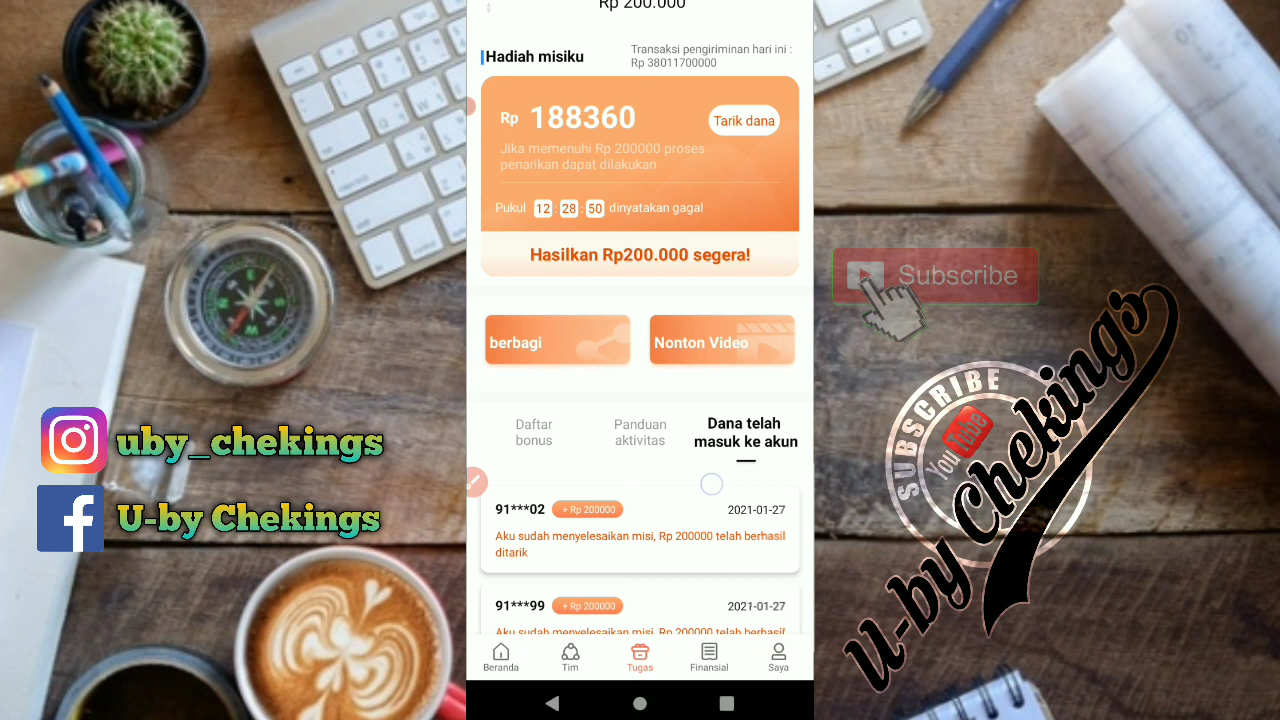 Rp 200.000
Hadiah misiku
Transaksi pengiriminan hari ini :
Rp 38011700000
Rp 188360
Tarik dana
Jika memenuhi Rp 200000 proses
penarikan dapat dilakukan
Pukul 12 : 28 : 50 dinyatakan gagal
Hasilkan Rp200.000 segera!
berbagi
Nonton Video
Daftar
bonus
Panduan
aktivitas
Dana telah
masuk ke akun
91***02 + Rp 200000 2021-01-27
Aku sudah menyelesaikan misi, Rp 200000 telah berhasil
ditarik
91***99 + Rp 200000 2021-01-27
Aku sudah menyelesaikan misi, Rp 200000 telah berhasil
Beranda
Tim
Tugas
Finansial
Saya
uby_chekings
U-by Chekings
Subscribe
SUBSCRIBE
YouTube
U-by Chekings